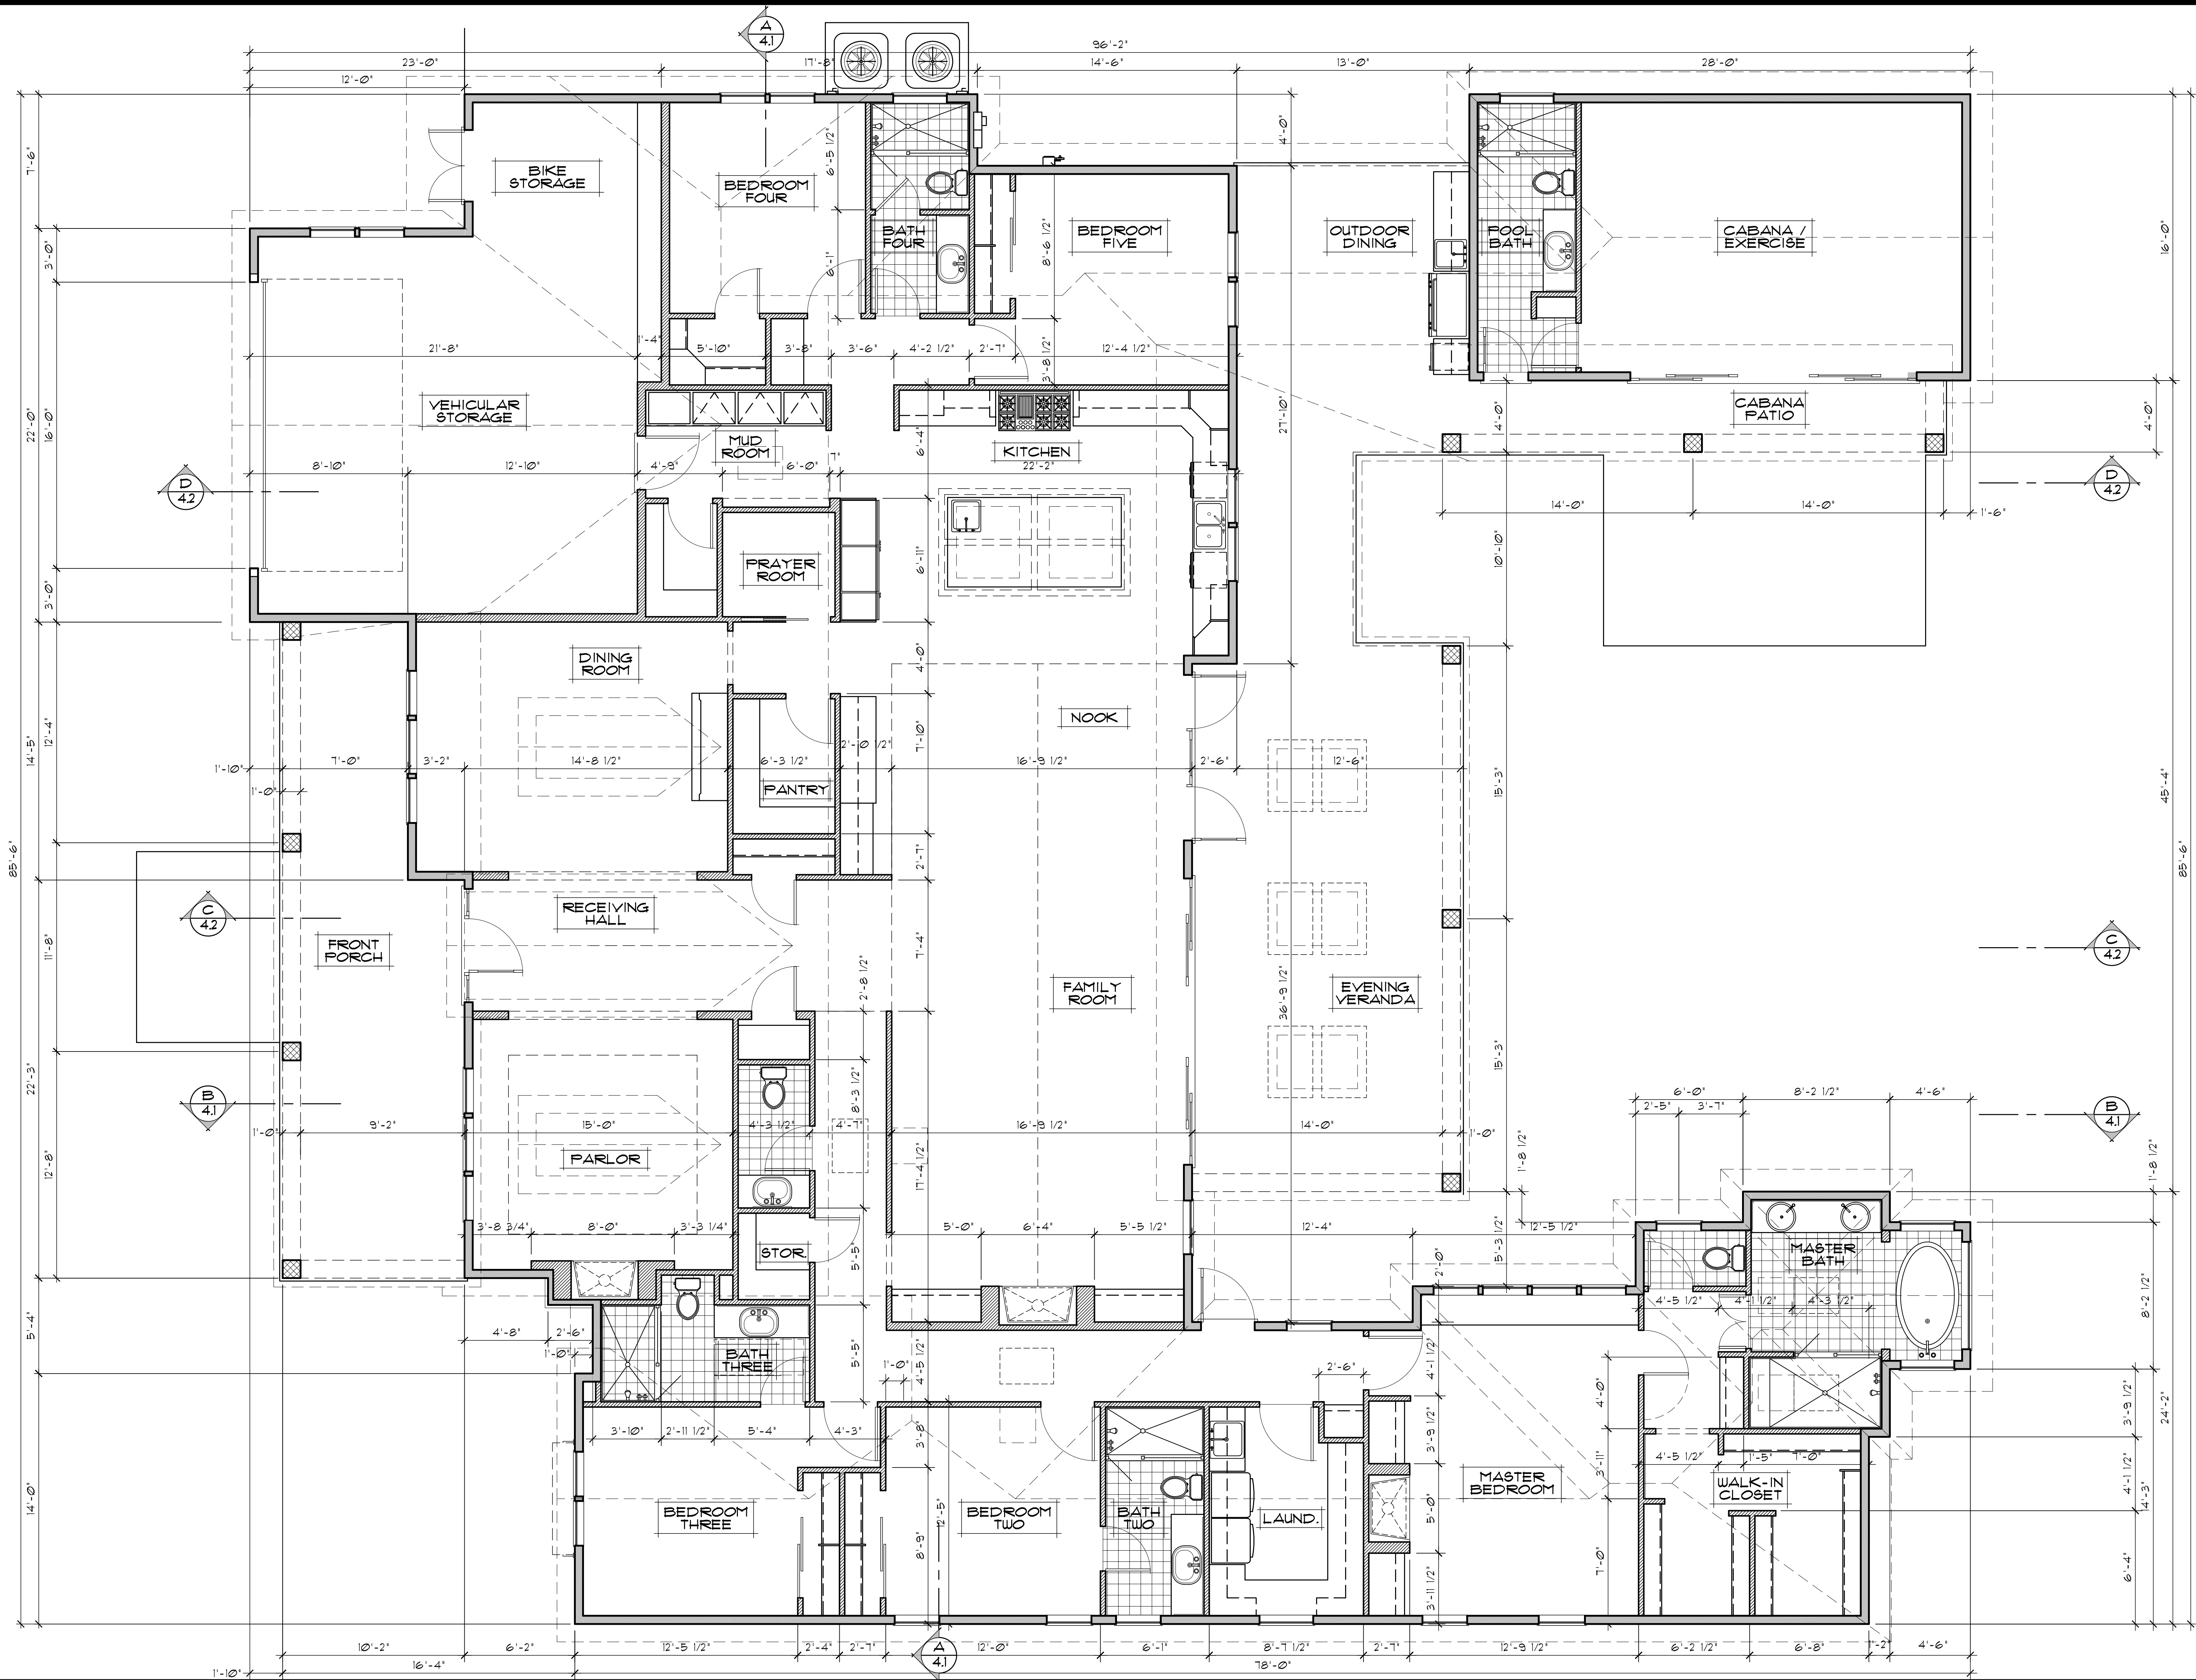 A
4.1
96'-2"
23'-0"
17'-8"
14'-6"
13'-0"
28'-0"
12'-0"
7'-6"
BIKE
STORAGE
BEDROOM
FOUR
6'-5 1/2"
4'-0"
16'-0"
BATH
FOUR
BEDROOM
FIVE
8'-6 1/2"
OUTDOOR
DINING
POOL
BATH
CABANA /
EXERCISE
3'-0"
6'-1"
21'-8"
1'-4"
5'-10"
3'-8"
3'-6"
4'-2 1/2"
2'-7"
12'-4 1/2"
3'-8 1/2"
VEHICULAR
STORAGE
22'-0"
16'-0"
MUD
ROOM
6'-4"
KITCHEN
27'-10"
CABANA
PATIO
4'-0"
4'-0"
8'-10"
12'-10"
4'-9"
6'-0"
7"
22'-2"
D
4.2
D
4.2
14'-0"
14'-0"
1'-6"
10'-10"
6'-11"
PRAYER
ROOM
3'-0"
DINING
ROOM
4'-0"
NOOK
12'-4"
14'-5"
7'-10"
2'-10 1/2"
1'-10"
7'-0"
3'-2"
14'-8 1/2"
6'-3 1/2"
16'-9 1/2"
2'-6"
12'-6"
1'-0"
PANTRY
15'-3"
45'-4"
85'-6"
85'-6"
2'-7"
RECEIVING
HALL
C
4.2
FRONT
PORCH
11'-8"
7'-4"
C
4.2
2'-8 1/2"
FAMILY
ROOM
EVENING
VERANDA
36'-9 1/2"
22'-3"
B
4.1
8'-3 1/2"
15'-3"
6'-0"
8'-2 1/2"
4'-6"
2'-5"
3'-7"
B
4.1
1'-0"
9'-2"
15'-0"
4'-3 1/2"
4'-7"
16'-9 1/2"
14'-0"
1'-0"
1'-8 1/2"
1'-8 1/2"
12'-8"
PARLOR
17'-4 1/2"
3'-8 3/4"
8'-0"
3'-3 1/4"
5'-0"
6'-4"
5'-5 1/2"
12'-4"
12'-5 1/2"
STOR.
5'-5"
5'-3 1/2"
2'-0"
MASTER
BATH
8'-2 1/2"
4'-5 1/2"
4'-1 1/2"
4'-3 1/2"
5'-4"
4'-8"
2'-6"
1'-0"
BATH
THREE
5'-5"
1'-0"
4'-5 1/2"
2'-6"
4'-1 1/2"
4'-0"
3'-9 1/2"
24'-2"
3'-10"
2'-11 1/2"
5'-4"
4'-3"
3'-8"
3'-9 1/2"
3'-11"
4'-5 1/2"
1'-5"
7'-0"
MASTER
BEDROOM
WALK-IN
CLOSET
4'-1 1/2"
14'-3"
14'-0"
BEDROOM
THREE
12'-5"
BEDROOM
TWO
BATH
TWO
LAUND.
5'-0"
8'-9"
7'-0"
6'-4"
3'-11 1/2"
10'-2"
6'-2"
12'-5 1/2"
2'-4"
2'-7"
A
4.1
12'-0"
6'-1"
8'-7 1/2"
2'-7"
12'-9 1/2"
6'-2 1/2"
6'-8"
1'-2"
4'-6"
1'-10"
16'-4"
78'-0"